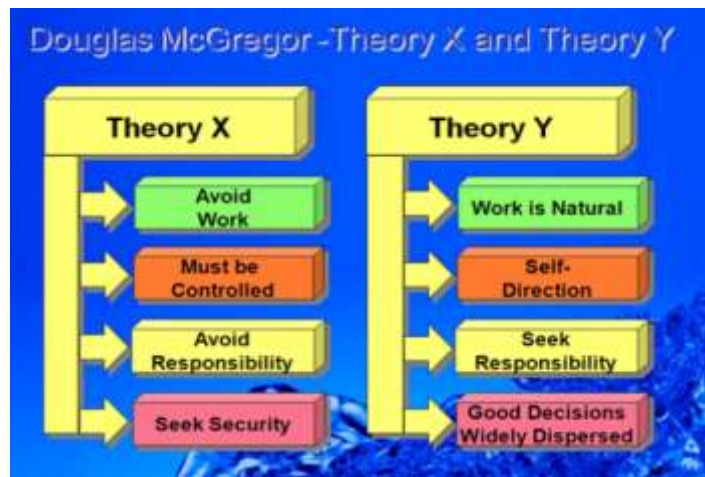 Douglas McGregor -Theory X and Theory Y
Theory X
Avoid
Work
Must be
Controlled
Avoid
Responsibility
Seek Security
Theory Y
Work is Natural
Self-
Direction
Seek
Responsibility
Good Decisions
Widely Dispersed